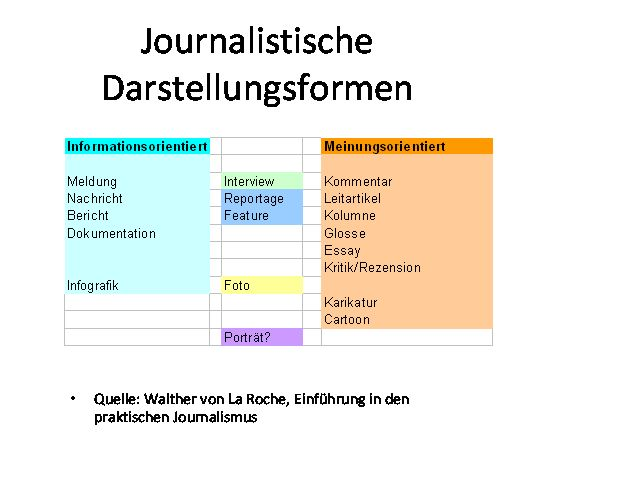 Journalistische
Darstellungsformen
Informationsorientiert Meinungsorientiert
Meldung Interview Kommentar
Nachricht Reportage Leitartikel
Bericht Feature Kolumne
Dokumentation Glosse
Essay
Kritik/Rezension
Infografik Foto
Karikatur
Cartoon
Porträt?
• Quelle: Walther von La Roche, Einführung in den
praktischen Journalismus